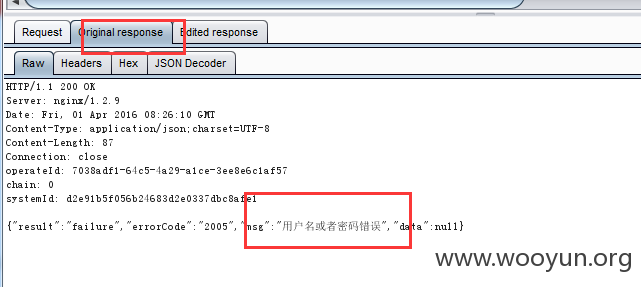 Request Original response Edited response
Raw Headers Hex JSON Decoder
HTTP/1.1 200 OK
Server: nginx/1.2.9
Date: Fri, 01 Apr 2016 08:26:10 GMT
Content-Type: application/json;charset=UTF-8
Content-Length: 87
Connection: close
operateId: 7038adf1-64c5-4a29-a1ce-3ee8e6c1af57
chain: 0
systemId: d2e91b5f056b24683d2e0337dbc8afe1
{"result":"failure","errorCode":"2005","msg":"用户名或者密码错误","data":null}
www.wooyun.org